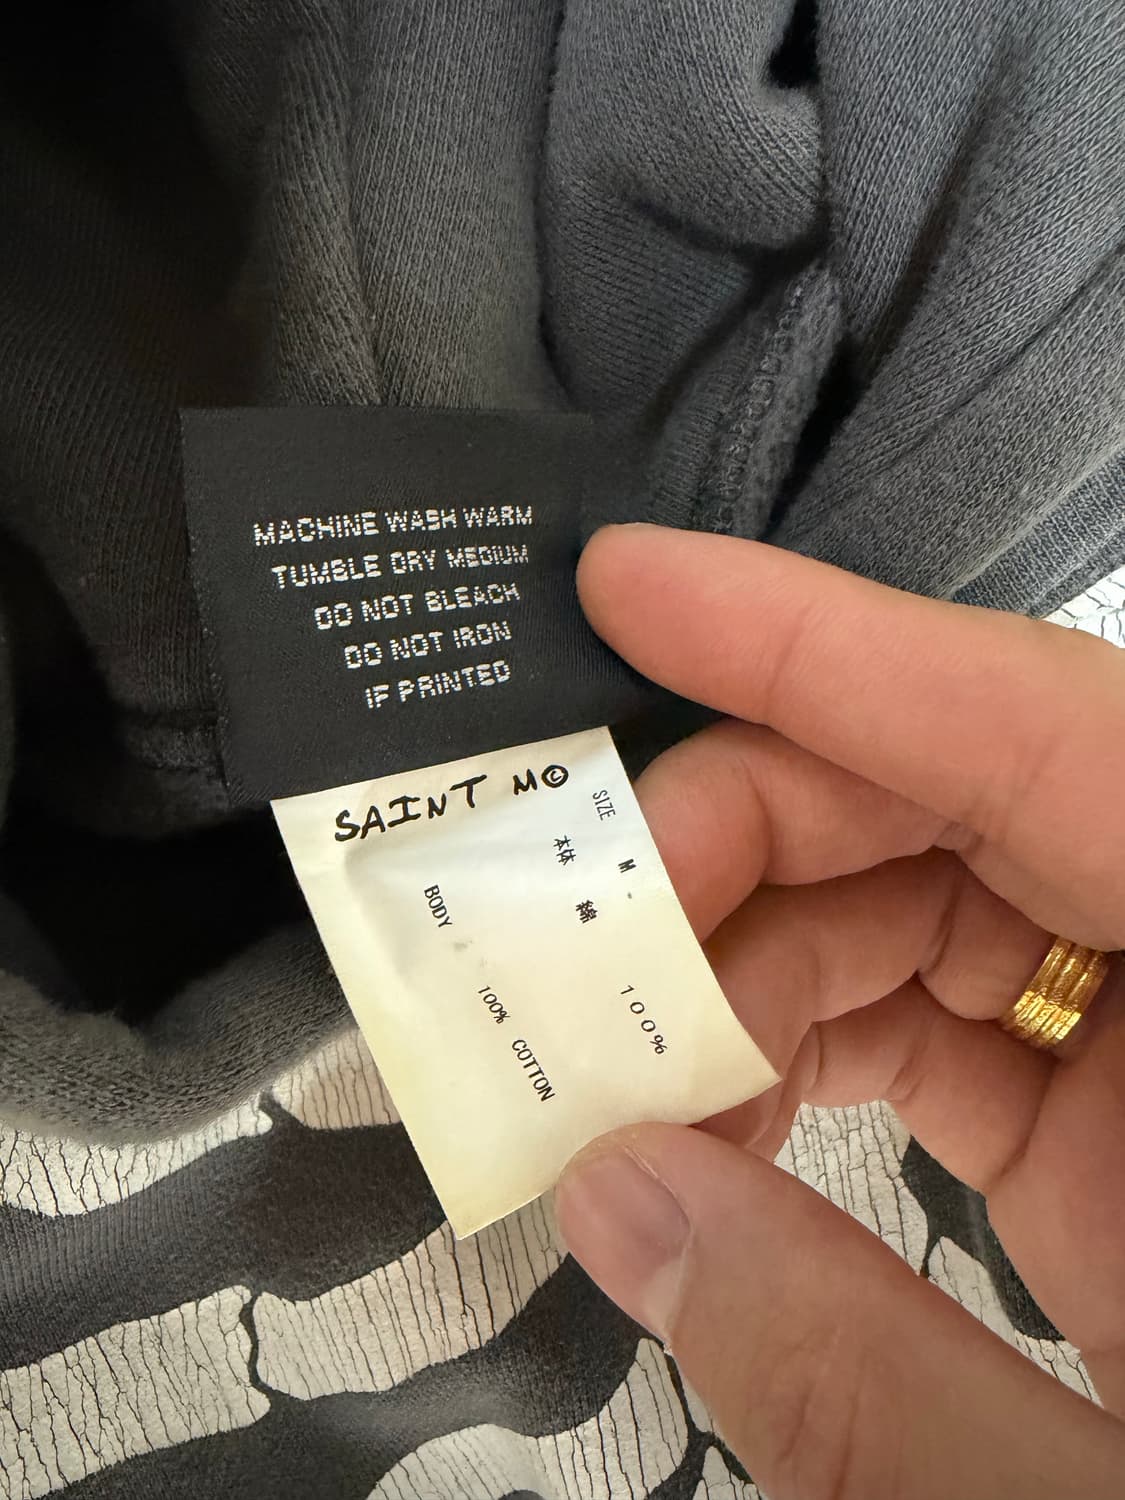 MACHINE WASH WARM
TUMBLE DRY MEDIUM
DO NOT BLEACH
DO NOT IRON
IF PRINTED
SAINT M©
SIZE M -
本体 綿 100%
BODY 100% COTTON